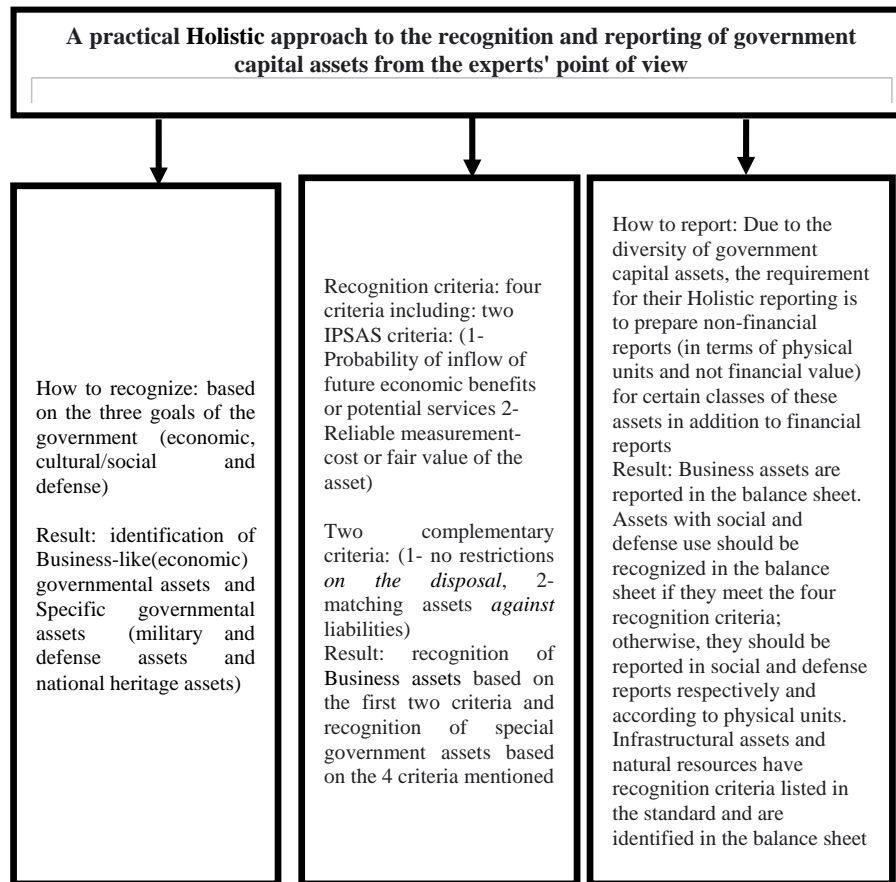 A practical Holistic approach to the recognition and reporting of government
capital assets from the experts' point of view
How to recognize: based
on the three goals of the
government (economic,
cultural/social and
defense)
Result: identification of
Business-like(economic)
governmental assets and
Specific governmental
assets (military and
defense assets and
national heritage assets)
Recognition criteria: four
criteria including: two
IPSAS criteria: (1-
Probability of inflow of
future economic benefits
or potential services 2-
Reliable measurement-
cost or fair value of the
asset)
Two complementary
criteria: (1- no restrictions
on the disposal, 2-
matching assets against
liabilities)
Result: recognition of
Business assets based on
the first two criteria and
recognition of special
government assets based
on the 4 criteria mentioned
How to report: Due to the
diversity of government
capital assets, the requirement
for their Holistic reporting is
to prepare non-financial
reports (in terms of physical
units and not financial value)
for certain classes of these
assets in addition to financial
reports
Result: Business assets are
reported in the balance sheet.
Assets with social and
defense use should be
recognized in the balance
sheet if they meet the four
recognition criteria;
otherwise, they should be
reported in social and defense
reports respectively and
according to physical units.
Infrastructural assets and
natural resources have
recognition criteria listed in
the standard and are
identified in the balance sheet